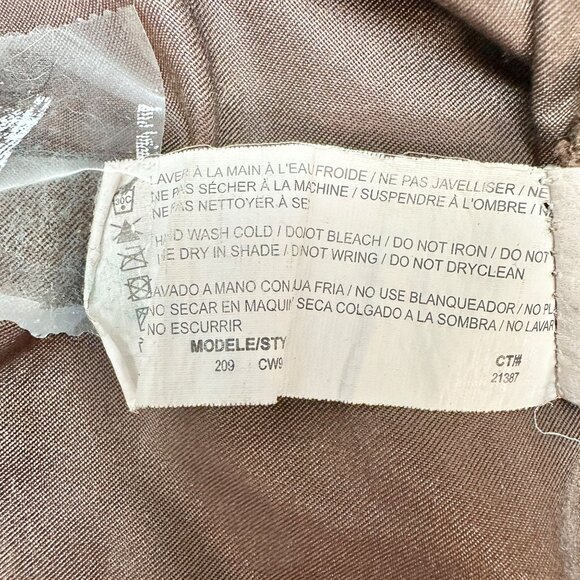 LAVER À LA MAIN À L'EAU FROIDE / NE PAS JAVELLISER / NE
NE PAS SÉCHER À LA MACHINE / SUSPENDRE À L'OMBRE / NE
NE PAS NETTOYER À SE
30C
HAND WASH COLD / DO NOT BLEACH / DO NOT IRON / DO NOT
LINE DRY IN SHADE / DO NOT WRING / DO NOT DRYCLEAN
LAVADO A MANO CON AGUA FRIA / NO USE BLANQUEADOR / NO PL
NO SECAR EN MAQUIN SECA COLGADO A LA SOMBRA / NO LAVAR
NO ESCURRIR
MODELE/STY CT/#
209 CW9 21387